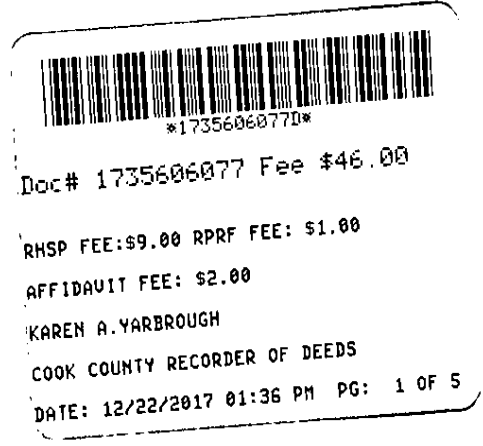 *1735606077D*
Doc# 1735606077 Fee $46.00
RHSP FEE:$9.00 RPRF FEE: $1.00
AFFIDAVIT FEE: $2.00
KAREN A.YARBROUGH
COOK COUNTY RECORDER OF DEEDS
DATE: 12/22/2017 01:36 PM PG: 1 OF 5